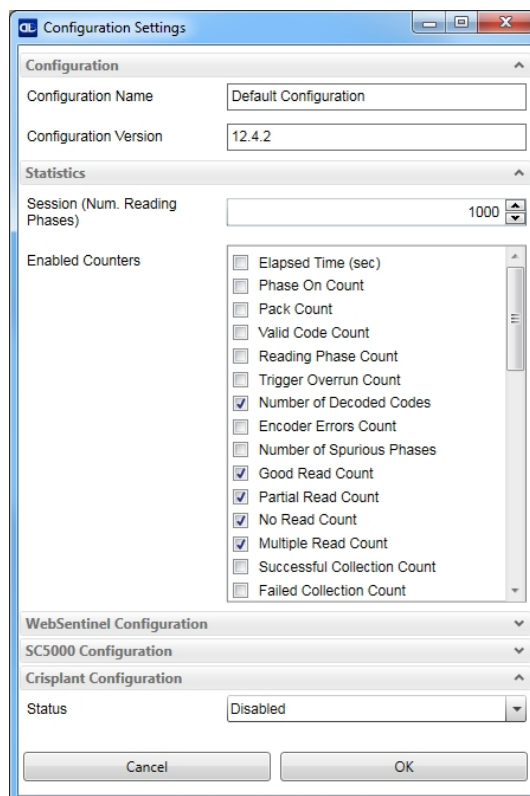 Configuration Settings
Configuration
Configuration Name
Default Configuration
Configuration Version
12.4.2
Statistics
Session (Num. Reading
Phases)
1000
Enabled Counters
Elapsed Time (sec)
Phase On Count
Pack Count
Valid Code Count
Reading Phase Count
Trigger Overrun Count
Number of Decoded Codes
Encoder Errors Count
Number of Spurious Phases
Good Read Count
Partial Read Count
No Read Count
Multiple Read Count
Successful Collection Count
Failed Collection Count
WebSentinel Configuration
SC5000 Configuration
Crisplant Configuration
Status
Disabled
Cancel
OK